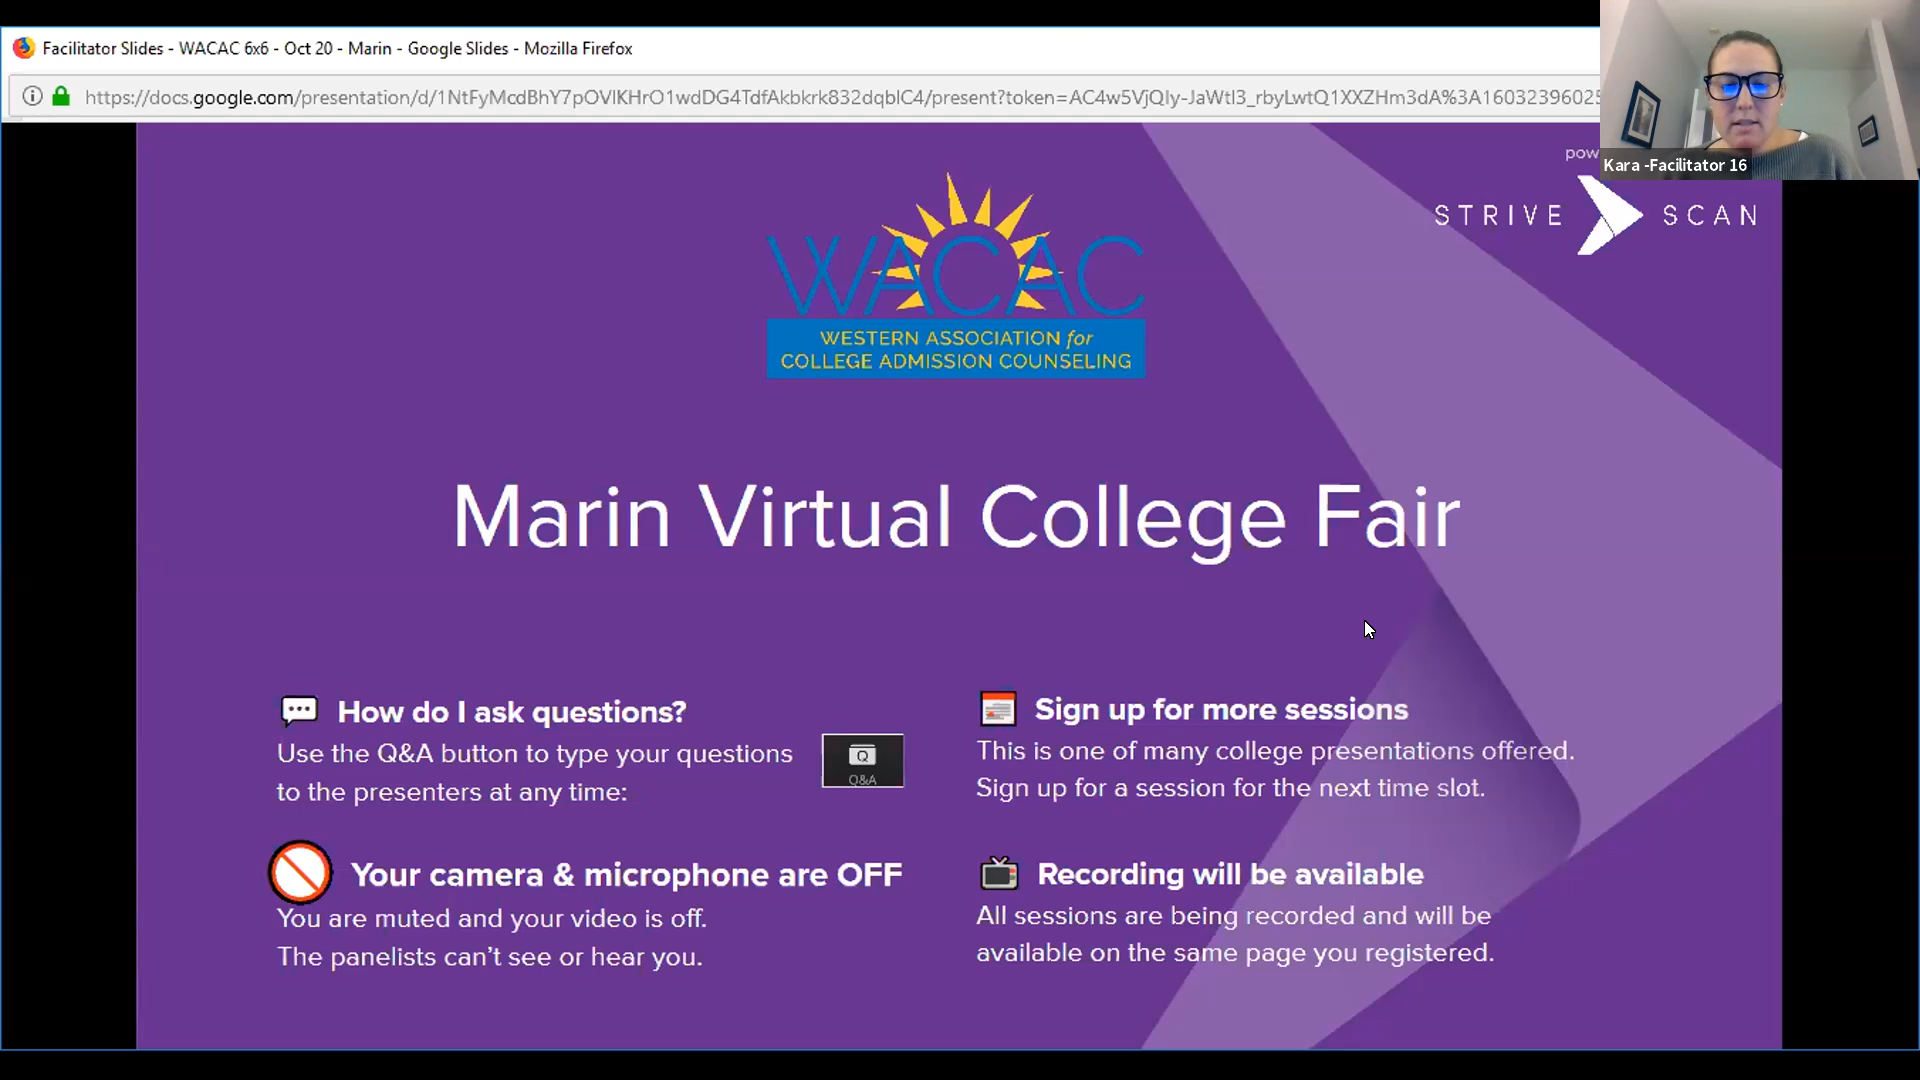 Facilitator Slides - WACAC 6x6 - Oct 20 - Marin - Google Slides - Mozilla Firefox
https://docs.google.com/presentation/d/1NtFyMcdBhY7pOVlKHrO1wdDG4TdfAkbkrk832dqblC4/present?token=AC4w5VjQly-JaWtl3_rbyLwtQ1XXZHm3dA%3A1603239602
Kara -Facilitator 16
STRIVE SCAN
WACAC
WESTERN ASSOCIATION for
COLLEGE ADMISSION COUNSELING
Marin Virtual College Fair
How do I ask questions?
Use the Q&A button to type your questions
to the presenters at any time:
Q
Q&A
Your camera & microphone are OFF
You are muted and your video is off.
The panelists can't see or hear you.
Sign up for more sessions
This is one of many college presentations offered.
Sign up for a session for the next time slot.
Recording will be available
All sessions are being recorded and will be
available on the same page you registered.